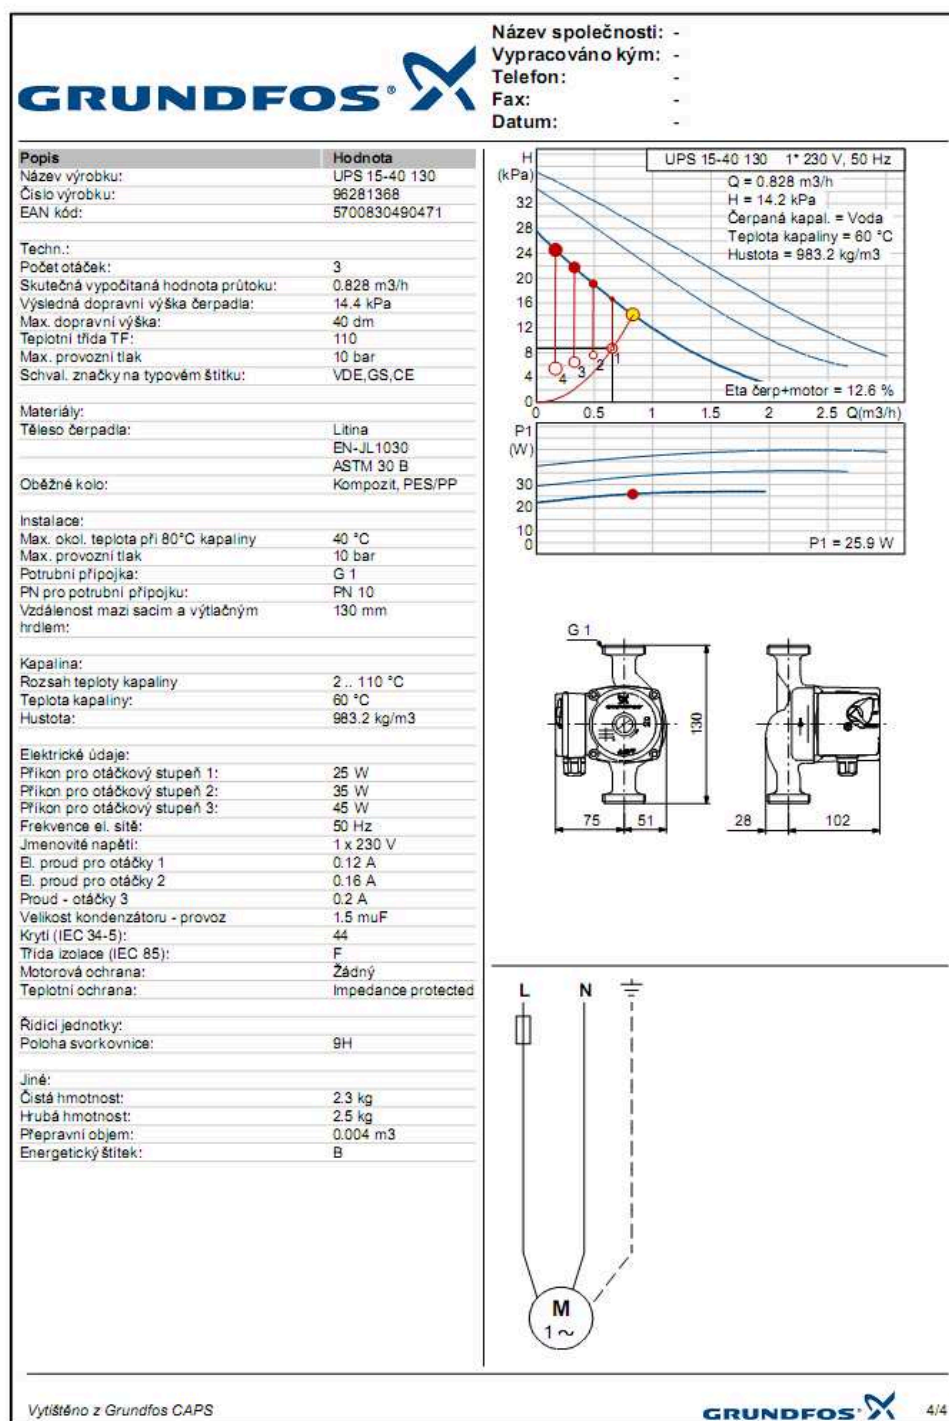 GRUNDFOS
Název společnosti: -
Vypracováno kým: -
Telefon: -
Fax: -
Datum: -
Popis Hodnota
Název výrobku: UPS 15-40 130
Číslo výrobku: 96281368
EAN kód: 5700830490471
Techn.:
Počet otáček: 3
Skutečná vypočítaná hodnota průtoku: 0.828 m3/h
Výsledná dopravní výška čerpadla: 14.4 kPa
Max. dopravní výška: 40 dm
Teplotní třída TF: 110
Max. provozní tlak 10 bar
Schval. značky na typovém štítku: VDE,GS,CE
Materiály:
Těleso čerpadla: Litina
EN-JL1030
ASTM 30 B
Oběžné kolo: Kompozit, PES/PP
Instalace:
Max. okol. teplota při 80°C kapaliny 40 °C
Max. provozní tlak 10 bar
Potrubní přípojka: G 1
PN pro potrubní přípojku: PN 10
Vzdálenost mazi sacím a výtlačným 130 mm
hrdlem:
Kapalina:
Rozsah teploty kapaliny 2 .. 110 °C
Teplota kapaliny: 60 °C
Hustota: 983.2 kg/m3
Elektrické údaje:
Příkon pro otáčkový stupeň 1: 25 W
Příkon pro otáčkový stupeň 2: 35 W
Příkon pro otáčkový stupeň 3: 45 W
Frekvence el. sítě: 50 Hz
Jmenovité napětí: 1 x 230 V
El. proud pro otáčky 1 0.12 A
El. proud pro otáčky 2 0.16 A
Proud - otáčky 3 0.2 A
Velikost kondenzátoru - provoz 1.5 muF
Krytí (IEC 34-5): 44
Třída izolace (IEC 85): F
Motorová ochrana: Žádný
Teplotní ochrana: Impedance protected
Řídicí jednotky:
Poloha svorkovnice: 9H
Jiné:
Čistá hmotnost: 2.3 kg
Hrubá hmotnost: 2.5 kg
Přepravní objem: 0.004 m3
Energetický štítek: B
H
(kPa)
UPS 15-40 130 1* 230 V, 50 Hz
Q = 0.828 m3/h
H = 14.2 kPa
Čerpaná kapal. = Voda
Teplota kapaliny = 60 °C
Hustota = 983.2 kg/m3
32
28
24
20
16
12
8
4
0
4 3 2 1
Eta čerp+motor = 12.6 %
0 0.5 1 1.5 2 2.5 Q(m3/h)
P1
(W)
30
20
10
0
P1 = 25.9 W
G 1
GRUNDFOS
130
75 51 28 102
L N
M
1 ~
Vytištěno z Grundfos CAPS
GRUNDFOS 4/4